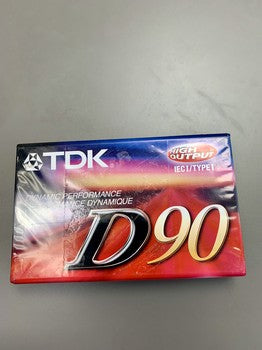 TDK
HIGH
OUTPUT
IEC I / TYPE I
DYNAMIC PERFORMANCE
PERFORMANCE DYNAMIQUE
D90